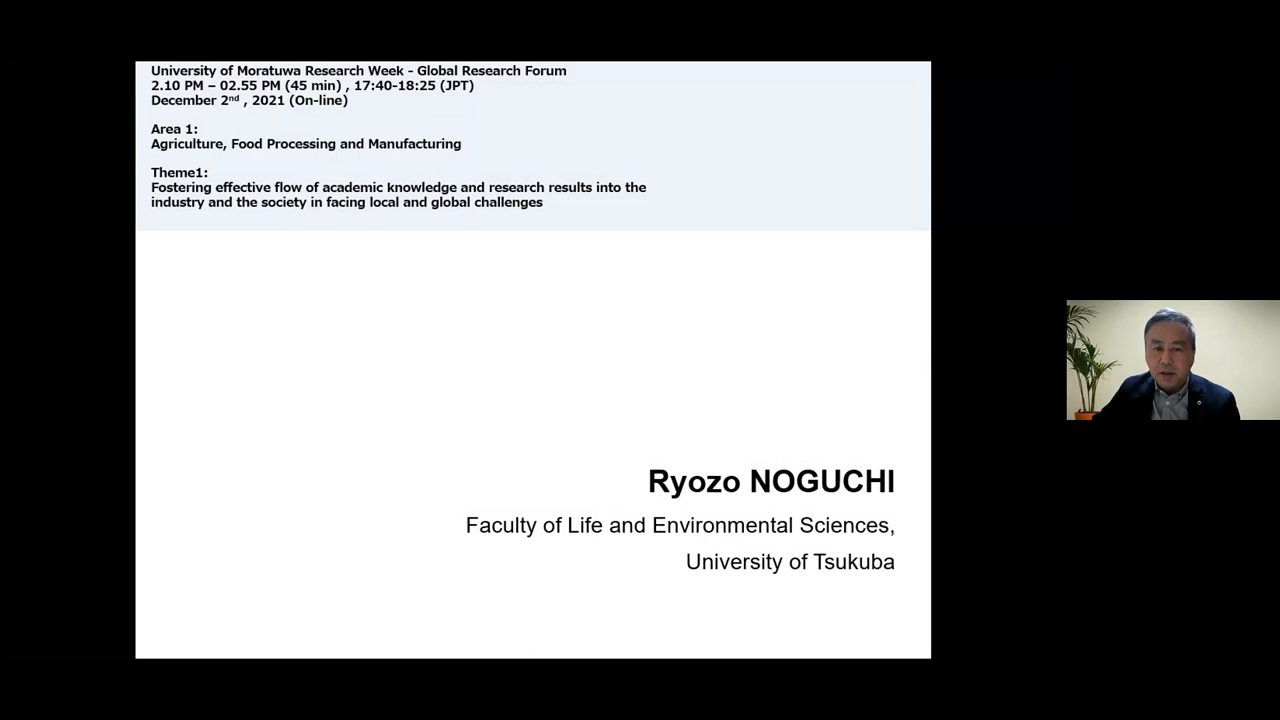 University of Moratuwa Research Week - Global Research Forum
2.10 PM – 02.55 PM (45 min) , 17:40-18:25 (JPT)
December 2nd , 2021 (On-line)
Area 1:
Agriculture, Food Processing and Manufacturing
Theme1:
Fostering effective flow of academic knowledge and research results into the
industry and the society in facing local and global challenges
Ryozo NOGUCHI
Faculty of Life and Environmental Sciences,
University of Tsukuba